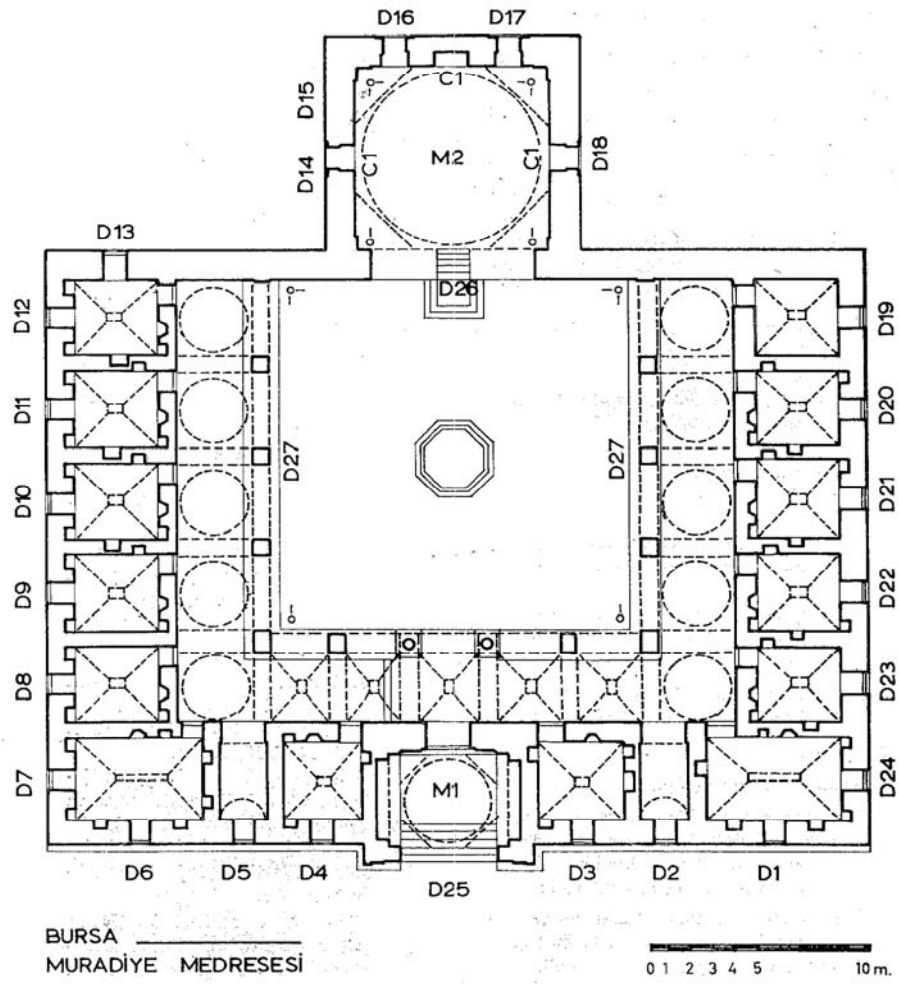 D16 D17
D15
C1
D14 C1 M2 C1 D18
D13
D26
D12 D19
D11 D20
D27 D27
D10 D21
D9 D22
D8 D23
D7 M1 D24
D6 D5 D4 D25 D3 D2 D1
BURSA
MURADİYE MEDRESESİ
0 1 2 3 4 5 10 m.